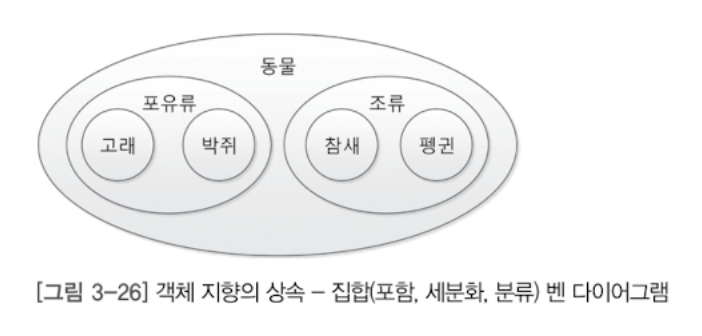 동물
포유류
조류
고래
박쥐
참새
펭귄
[그림 3-26] 객체 지향의 상속 - 집합(포함, 세분화, 분류) 벤 다이어그램